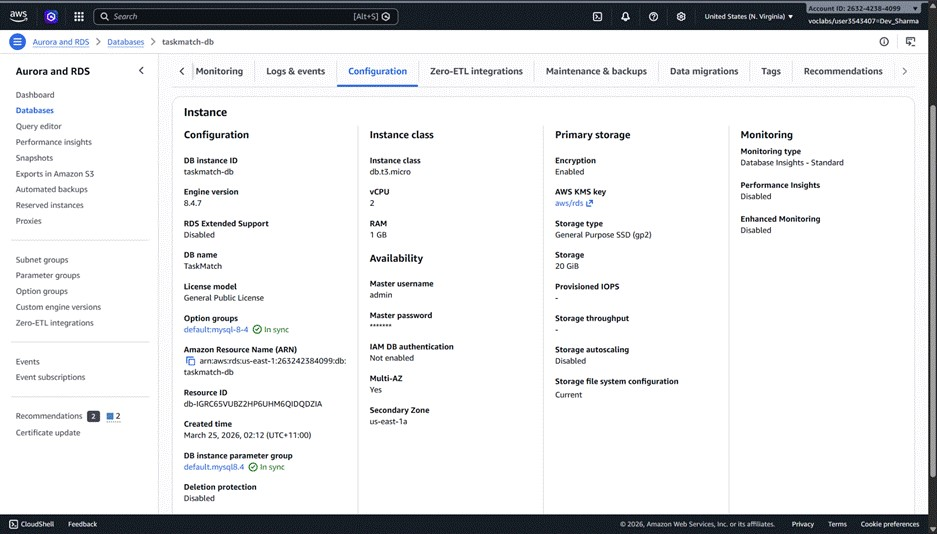 aws
Search
[Alt+S]
United States (N. Virginia)
Account ID: 2632-4238-4099
voclabs/user3543407=Dev_Sharma
Aurora and RDS
Databases
taskmatch-db
Aurora and RDS
Dashboard
Databases
Query editor
Performance insights
Snapshots
Exports in Amazon S3
Automated backups
Reserved instances
Proxies
Subnet groups
Parameter groups
Option groups
Custom engine versions
Zero-ETL integrations
Events
Event subscriptions
Recommendations 2 2
Certificate update
Monitoring
Logs & events
Configuration
Zero-ETL integrations
Maintenance & backups
Data migrations
Tags
Recommendations
Instance
Configuration
DB instance ID
taskmatch-db
Engine version
8.4.7
RDS Extended Support
Disabled
DB name
TaskMatch
License model
General Public License
Option groups
default:mysql-8-4 In sync
Amazon Resource Name (ARN)
arn:aws:rds:us-east-1:263242384099:db:
taskmatch-db
Resource ID
db-IGRC65VUBZ2HP6UHM6QIDQDZIA
Created time
March 25, 2026, 02:12 (UTC+11:00)
DB instance parameter group
default.mysql8.4 In sync
Deletion protection
Disabled
Instance class
Instance class
db.t3.micro
vCPU
2
RAM
1 GB
Availability
Master username
admin
Master password
*******
IAM DB authentication
Not enabled
Multi-AZ
Yes
Secondary Zone
us-east-1a
Primary storage
Encryption
Enabled
AWS KMS key
aws/rds
Storage type
General Purpose SSD (gp2)
Storage
20 GiB
Provisioned IOPS
-
Storage throughput
-
Storage autoscaling
Disabled
Storage file system configuration
Current
Monitoring
Monitoring type
Database Insights - Standard
Performance Insights
Disabled
Enhanced Monitoring
Disabled
CloudShell
Feedback
© 2026, Amazon Web Services, Inc. or its affiliates.
Privacy
Terms
Cookie preferences